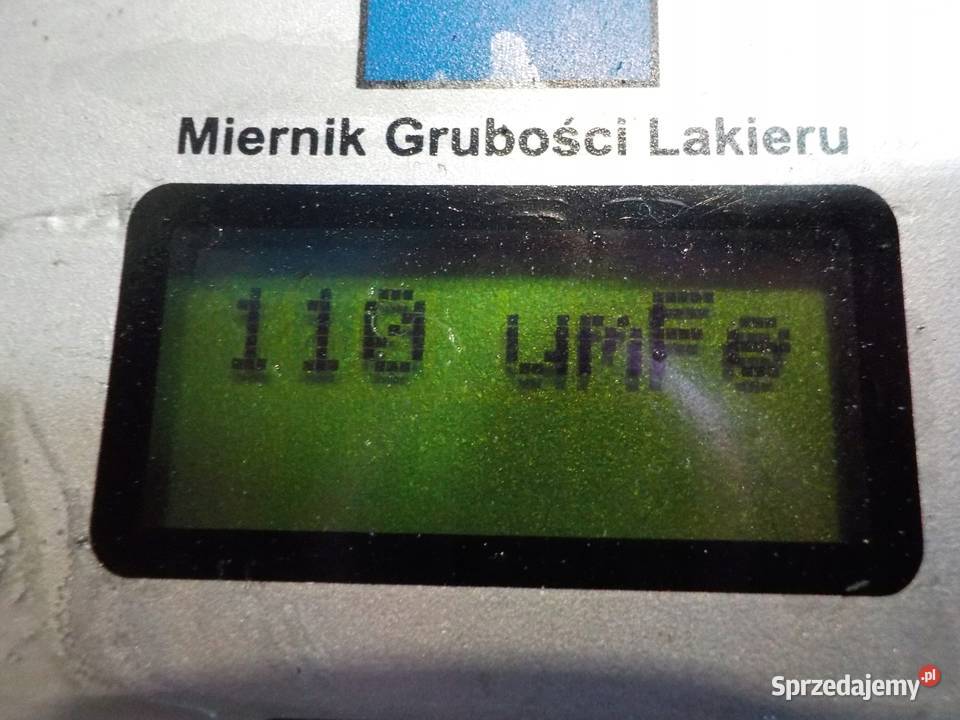 Miernik Grubości Lakieru
110 umFe
Sprzedajemy.pl